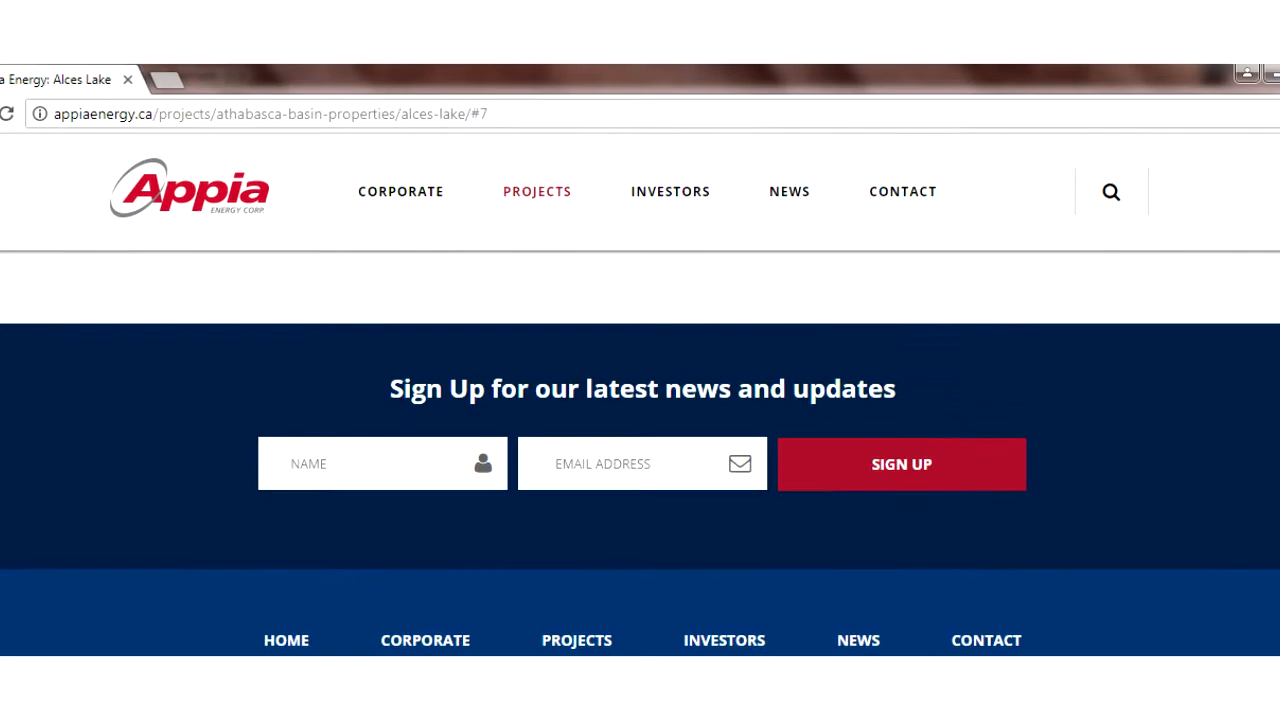 a Energy: Alces Lake
appiaenergy.ca/projects/athabasca-basin-properties/alces-lake/#7
Appia
ENERGY CORP.
CORPORATE PROJECTS INVESTORS NEWS CONTACT
Sign Up for our latest news and updates
NAME EMAIL ADDRESS SIGN UP
HOME CORPORATE PROJECTS INVESTORS NEWS CONTACT